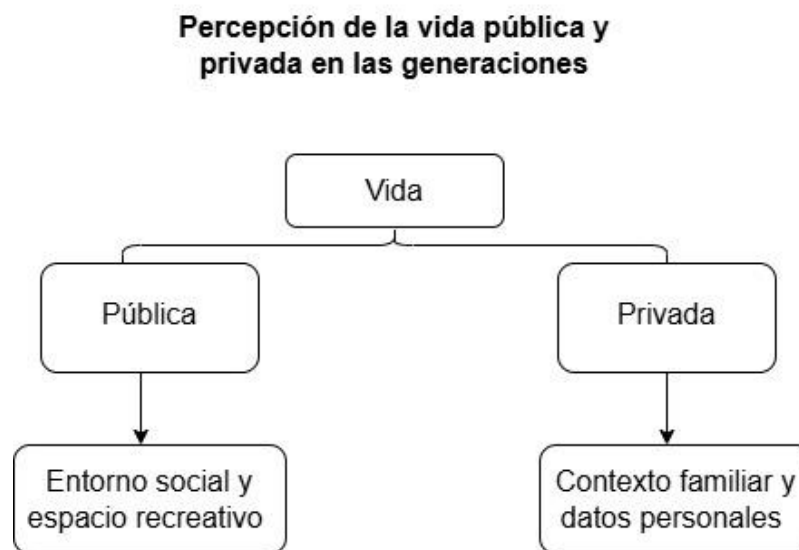 Percepción de la vida pública y
privada en las generaciones
Vida
Pública
Privada
Entorno social y
espacio recreativo
Contexto familiar y
datos personales